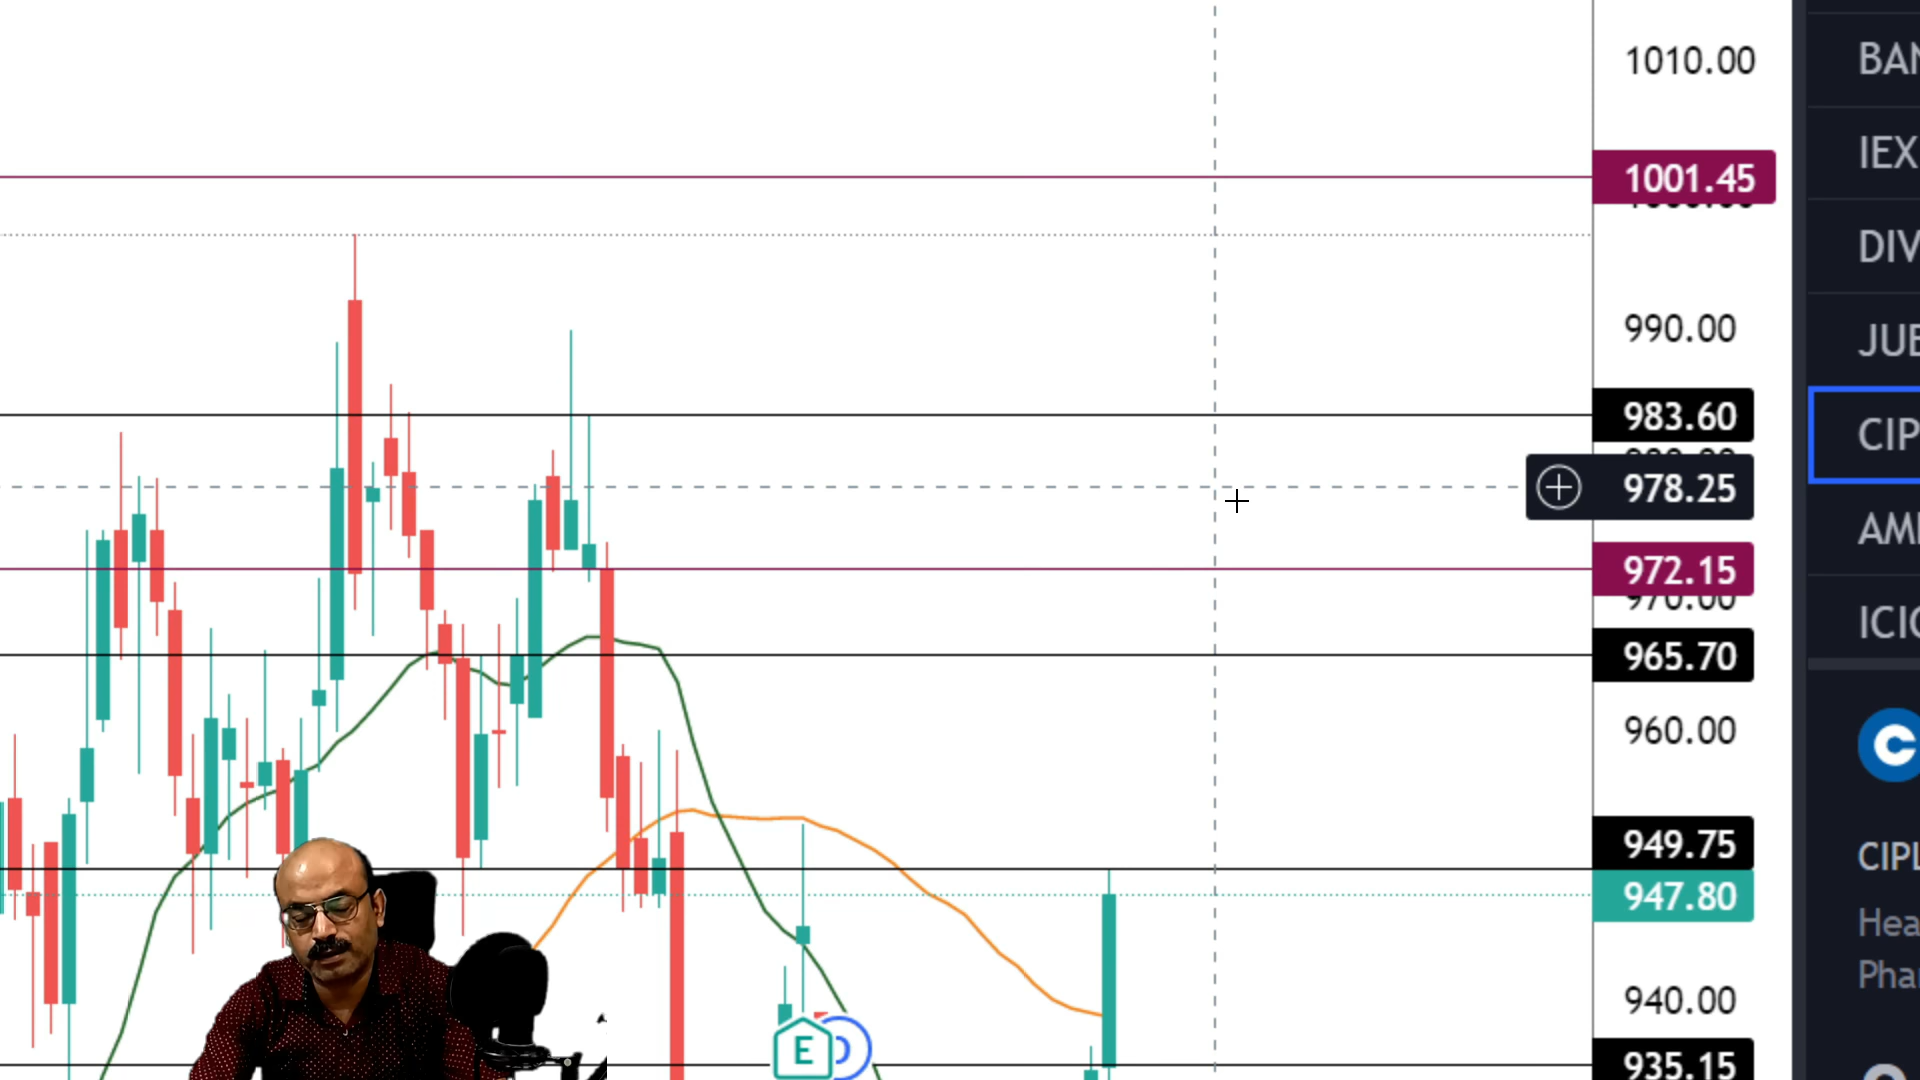 1010.00
1001.45
990.00
983.60
978.25
972.15
970.00
965.70
960.00
949.75
947.80
940.00
935.15
E
D
BAN
IEX
DIV
JUB
CIP
AM
ICIC
C
CIPL
Hea
Phar